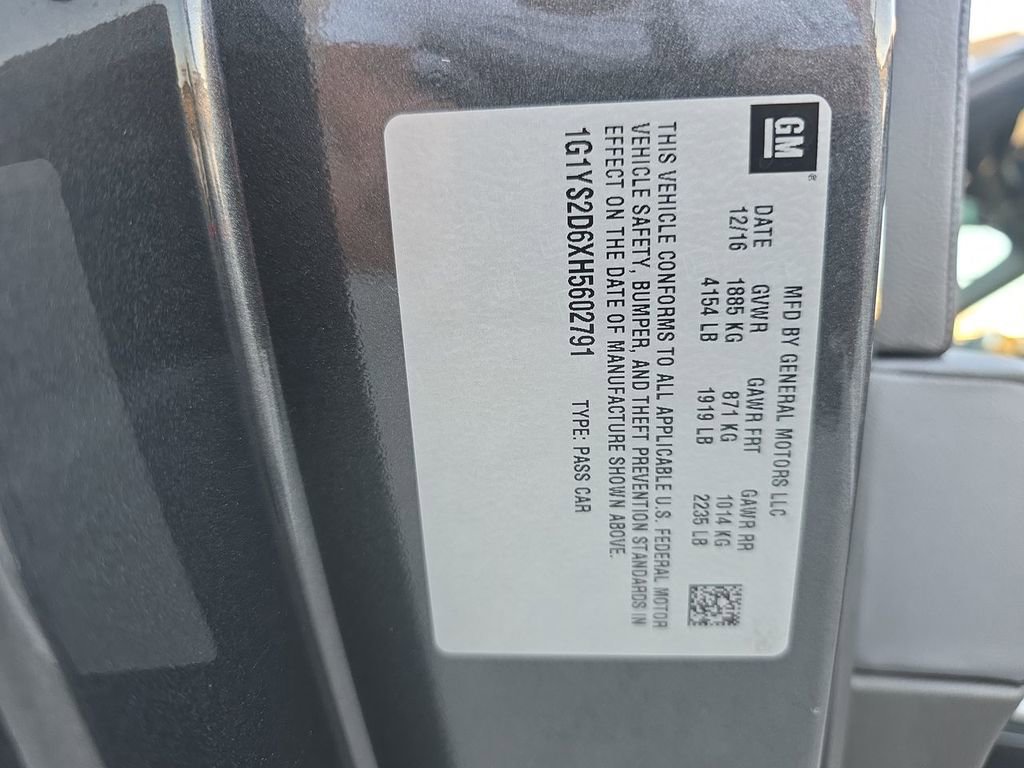 GM
MFD BY GENERAL MOTORS LLC
DATE GVWR GAWR FRT GAWR RR
12/16 1885 KG 871 KG 1014 KG
4154 LB 1919 LB 2235 LB
THIS VEHICLE CONFORMS TO ALL APPLICABLE U.S. FEDERAL MOTOR
VEHICLE SAFETY, BUMPER, AND THEFT PREVENTION STANDARDS IN
EFFECT ON THE DATE OF MANUFACTURE SHOWN ABOVE.
1G1YS2D6XH5602791 TYPE: PASS CAR